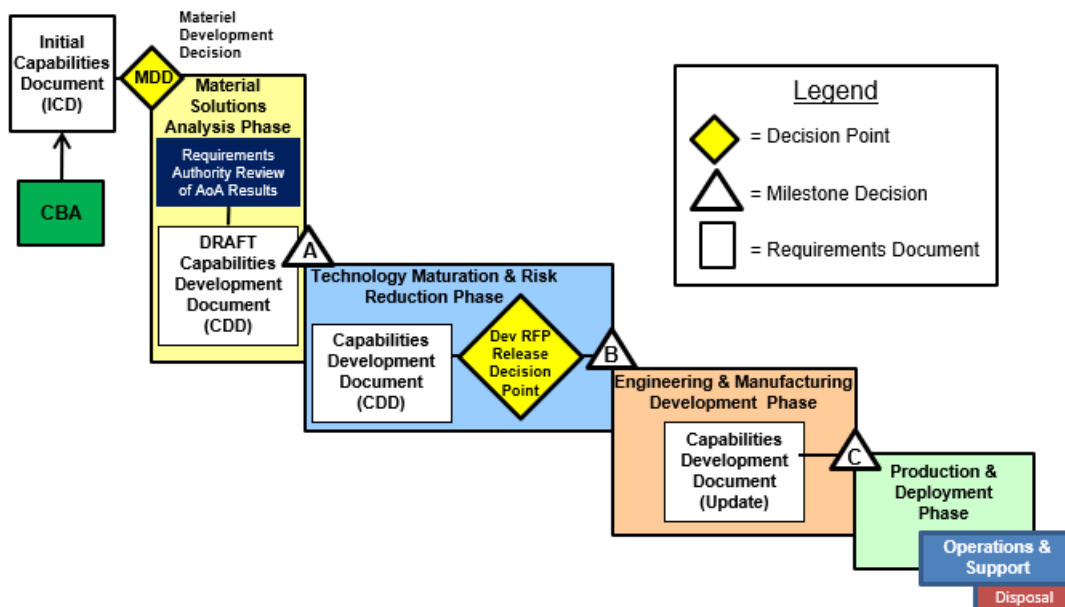 Materiel
Development
Decision
Initial
Capabilities
Document
(ICD)
MDD
CBA
Material
Solutions
Analysis Phase
Requirements
Authority Review
of AoA Results
DRAFT
Capabilities
Development
Document
(CDD)
A
Technology Maturation & Risk
Reduction Phase
Capabilities
Development
Document
(CDD)
Dev RFP
Release
Decision
Point
B
Engineering & Manufacturing
Development Phase
Capabilities
Development
Document
(Update)
C
Production &
Deployment
Phase
Operations &
Support
Disposal
Legend
= Decision Point
= Milestone Decision
= Requirements Document